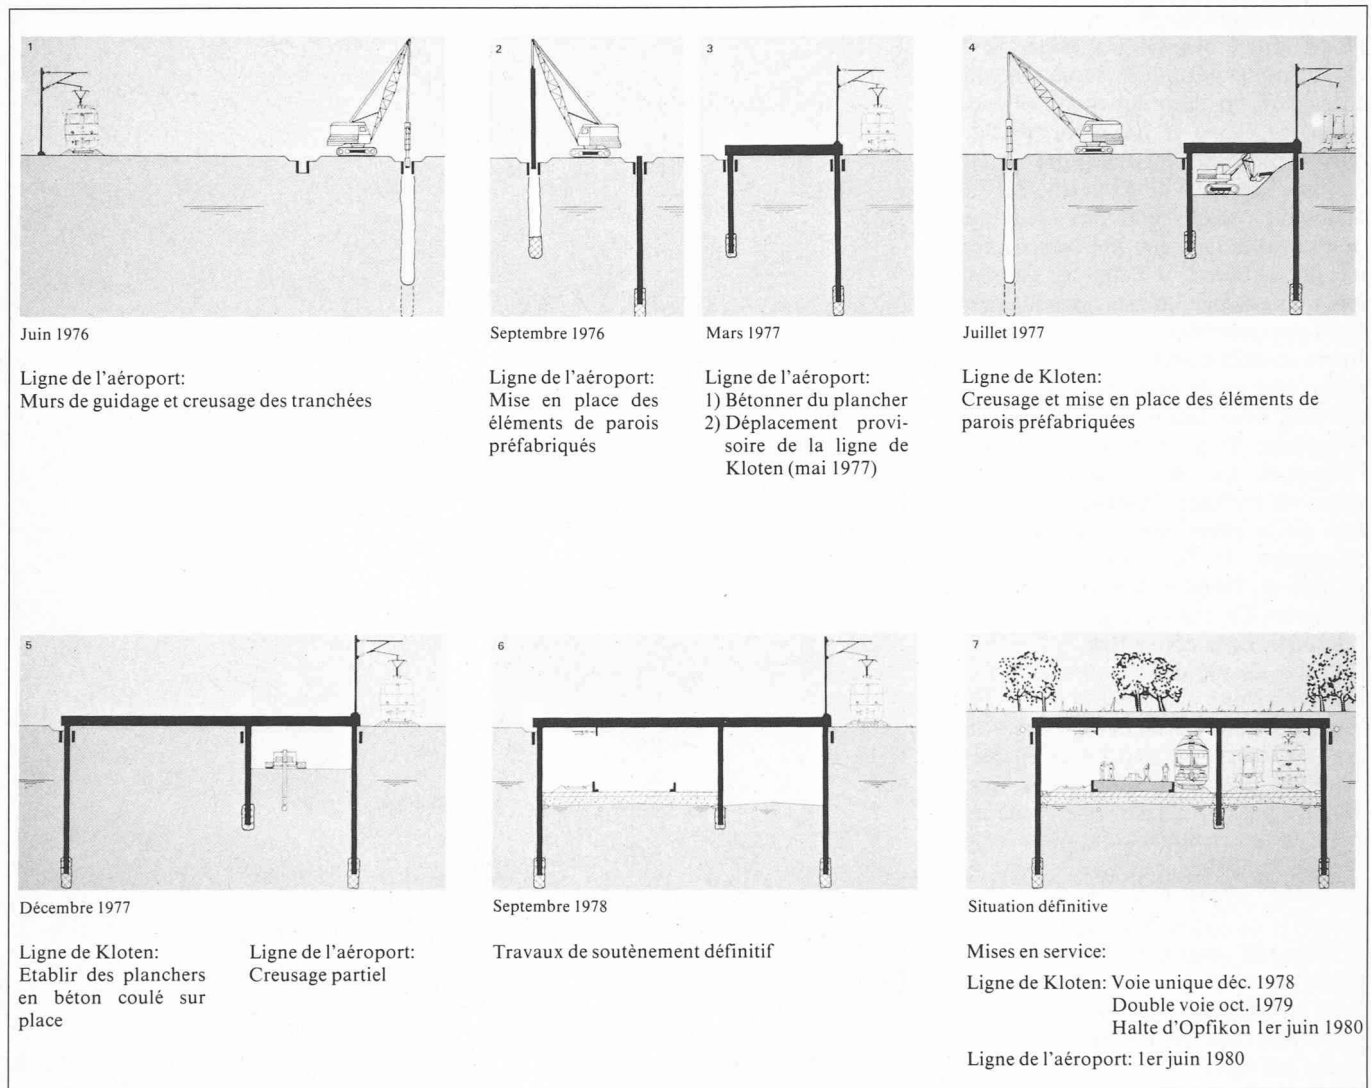 1
Juin 1976
Ligne de l'aéroport:
Murs de guidage et creusage des tranchées
2
Septembre 1976
Ligne de l'aéroport:
Mise en place des
éléments de parois
préfabriqués
3
Mars 1977
Ligne de l'aéroport:
1) Bétonner du plancher
2) Déplacement provi-
soire de la ligne de
Kloten (mai 1977)
4
Juillet 1977
Ligne de Kloten:
Creusage et mise en place des éléments de
parois préfabriquées
5
Décembre 1977
Ligne de Kloten:
Etablir des planchers
en béton coulé sur
place
Ligne de l'aéroport:
Creusage partiel
6
Septembre 1978
Travaux de soutènement définitif
7
Situation définitive
Mises en service:
Ligne de Kloten: Voie unique déc. 1978
Double voie oct. 1979
Halte d'Opfikon 1er juin 1980
Ligne de l'aéroport: 1er juin 1980